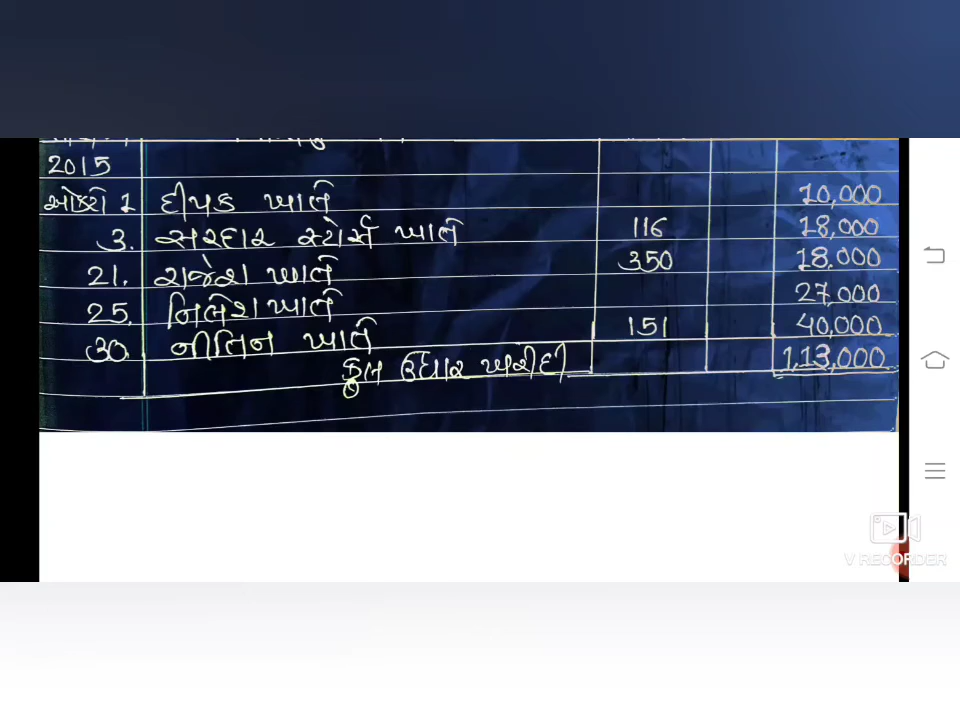 2015
ઓક્ટો 1 દીપક ખાતે 10,000
3. સરદાર સ્ટોર્સ ખાતે 116 18,000
21. રાજેશ ખાતે 350 18,000
25. નિલેશ ખાતે 27,000
30. નીતિન ખાતે 151 40,000
કુલ ઉધાર ખરીદી 1,13,000
V RECORDER